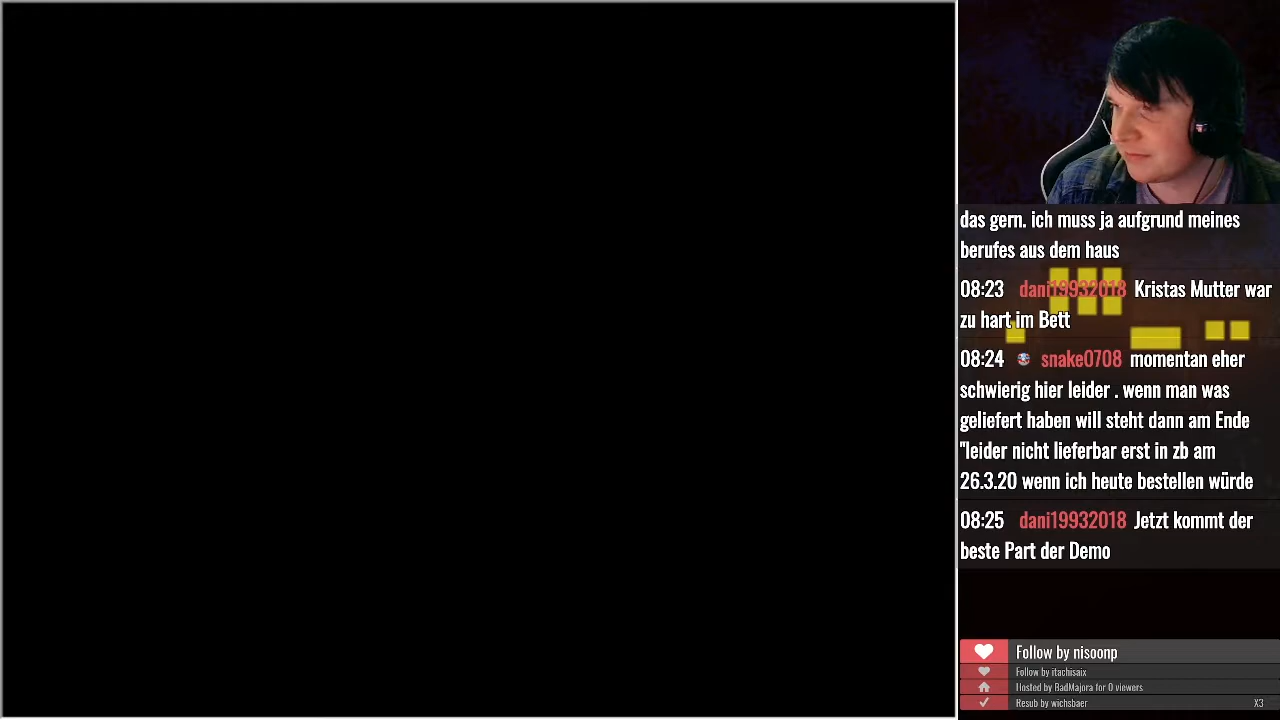 das gern. ich muss ja aufgrund meines
berufes aus dem haus
08:23 dani19932018 Kristas Mutter war
zu hart im Bett
08:24 snake0708 momentan eher
schwierig hier leider . wenn man was
geliefert haben will steht dann am Ende
"leider nicht lieferbar erst in zb am
26.3.20 wenn ich heute bestellen würde
08:25 dani19932018 Jetzt kommt der
beste Part der Demo
Follow by nisoonp
Follow by itachisaix
Hosted by BadMajora for 0 viewers
Resub by wichsbaer X3